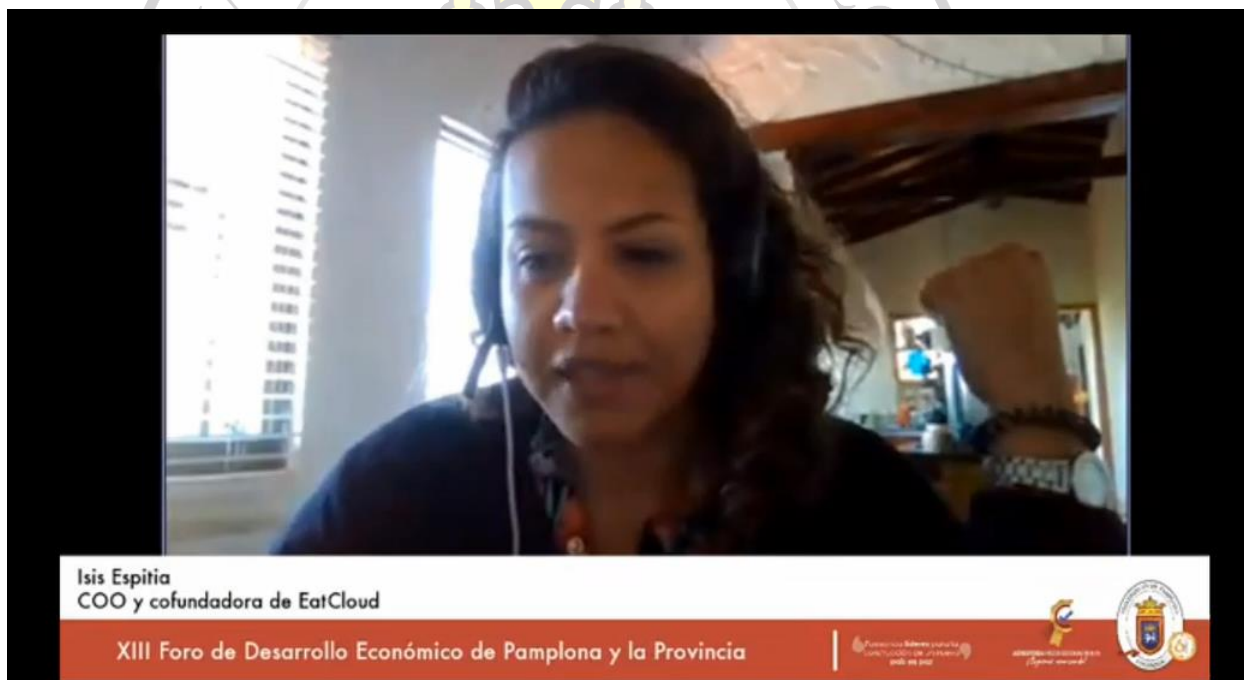 Isis Espitia
COO y cofundadora de EatCloud
XIII Foro de Desarrollo Económico de Pamplona y la Provincia